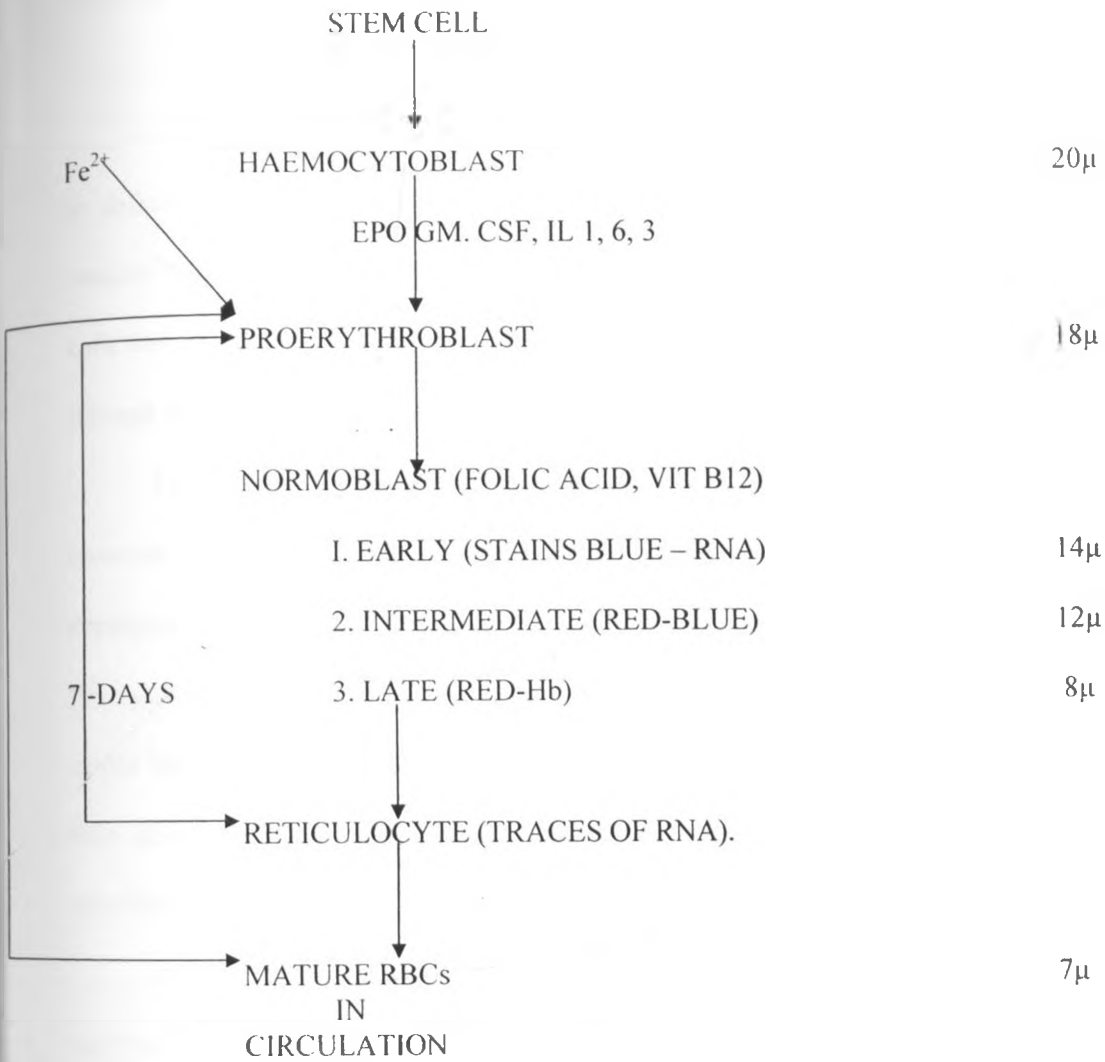 STEM CELL
Fe²⁺ HAEMOCYTOBLAST 20μ
EPO GM. CSF, IL 1, 6, 3
PROERYTHROBLAST 18μ
NORMOBLAST (FOLIC ACID, VIT B12)
1. EARLY (STAINS BLUE – RNA) 14μ
2. INTERMEDIATE (RED-BLUE) 12μ
7-DAYS 3. LATE (RED-Hb) 8μ
RETICULOCYTE (TRACES OF RNA).
MATURE RBCs 7μ
IN
CIRCULATION